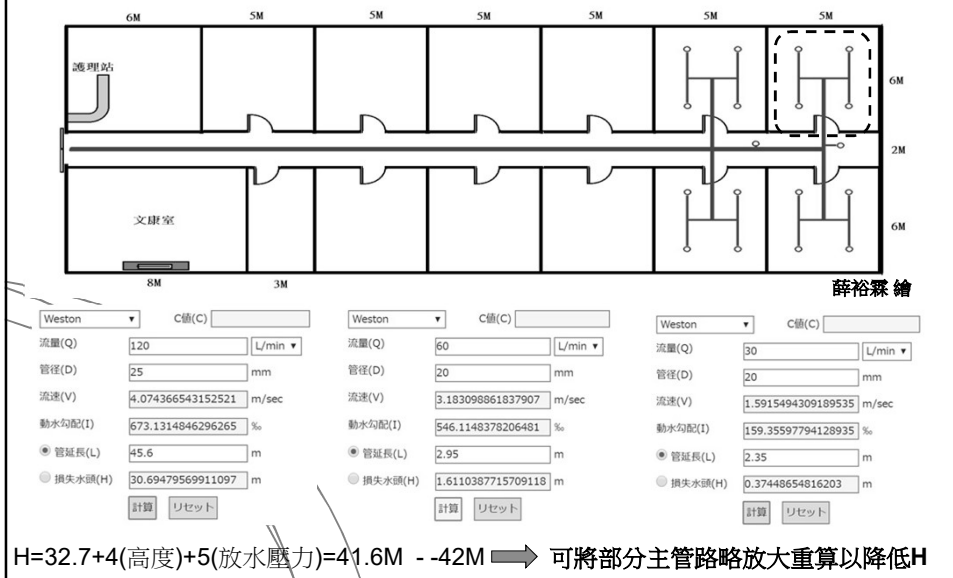 6M 5M 5M 5M 5M 5M 5M
護理站
6M
2M
文康室
6M
8M 3M
薛裕霖 繪
Weston C値(C)
流量(Q) 120 L/min
管径(D) 25 mm
流速(V) 4.074366543152521 m/sec
動水勾配(I) 673.1314846296265 ‰
管延長(L) 45.6 m
損失水頭(H) 30.69479569911097 m
計算 リセット
Weston C値(C)
流量(Q) 60 L/min
管径(D) 20 mm
流速(V) 3.183098861837907 m/sec
動水勾配(I) 546.1148378206481 ‰
管延長(L) 2.95 m
損失水頭(H) 1.6110387715709118 m
計算 リセット
Weston C値(C)
流量(Q) 30 L/min
管径(D) 20 mm
流速(V) 1.5915494309189535 m/sec
動水勾配(I) 159.35597794128935 ‰
管延長(L) 2.35 m
損失水頭(H) 0.37448654816203 m
計算 リセット
H=32.7+4(高度)+5(放水壓力)=41.6M - -42M 可將部分主管路略放大重算以降低H